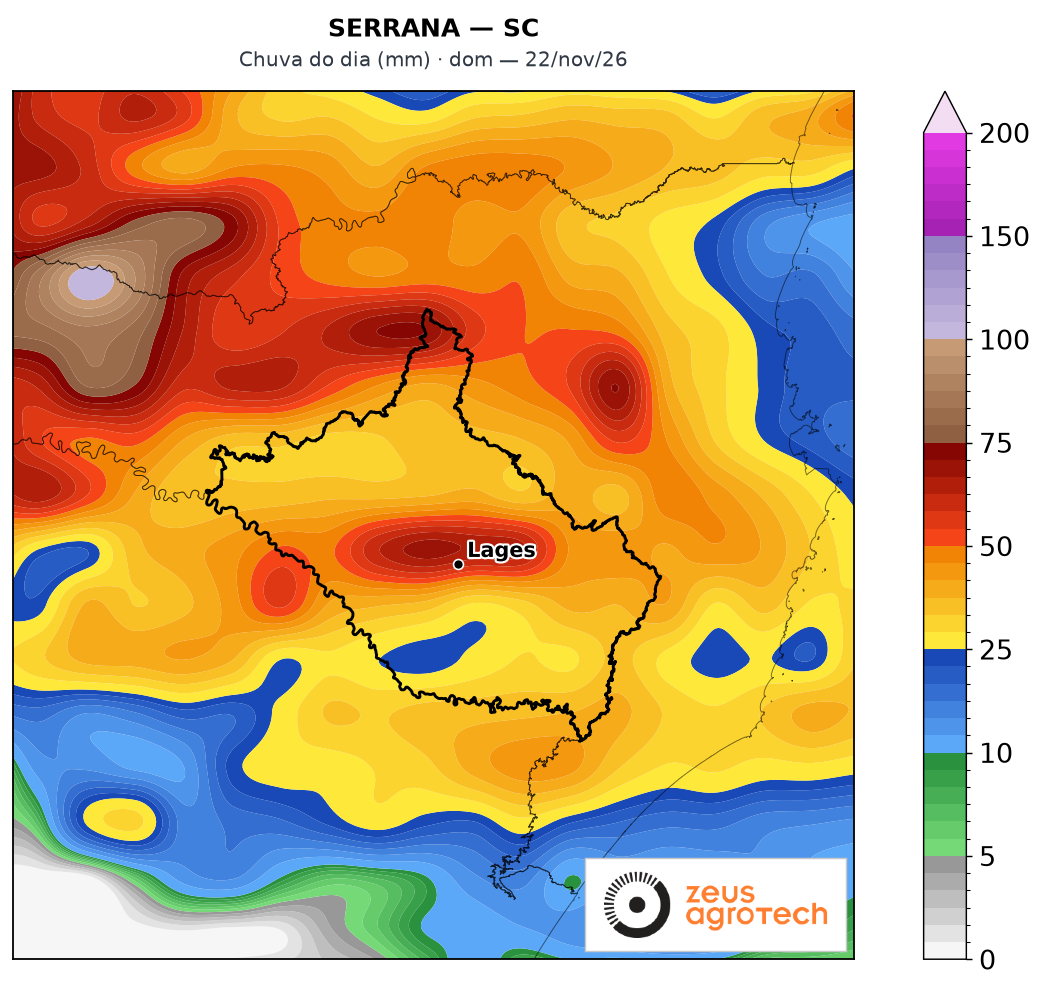 SERRANA — SC
Chuva do dia (mm) · dom — 22/nov/26
200
150
100
75
50
25
10
5
0
Lages
zeus
agrotech